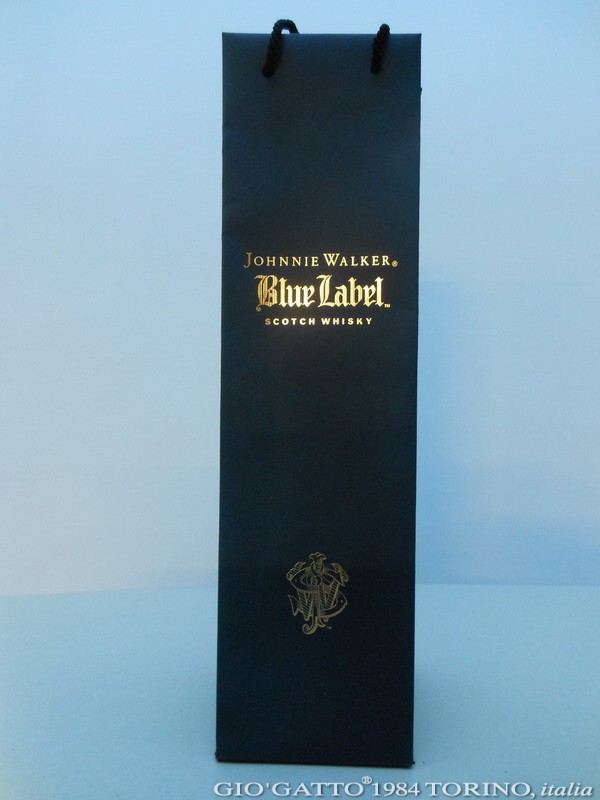 JOHNNIE WALKER®
Blue Label™
SCOTCH WHISKY
GIO'GATTO®1984 TORINO, italia